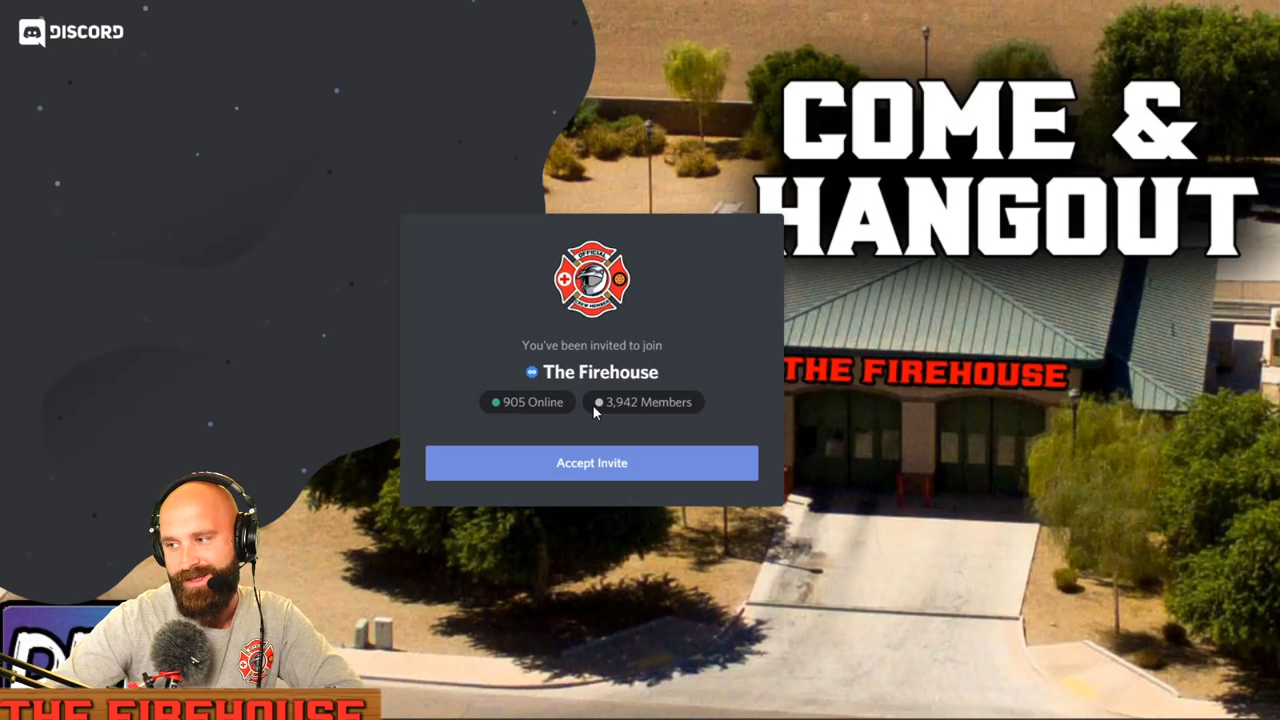 DISCORD
COME &
HANGOUT
OFFICIAL
You've been invited to join
The Firehouse
905 Online
3,942 Members
Accept Invite
THE FIREHOUSE
THE FIREHOUSE